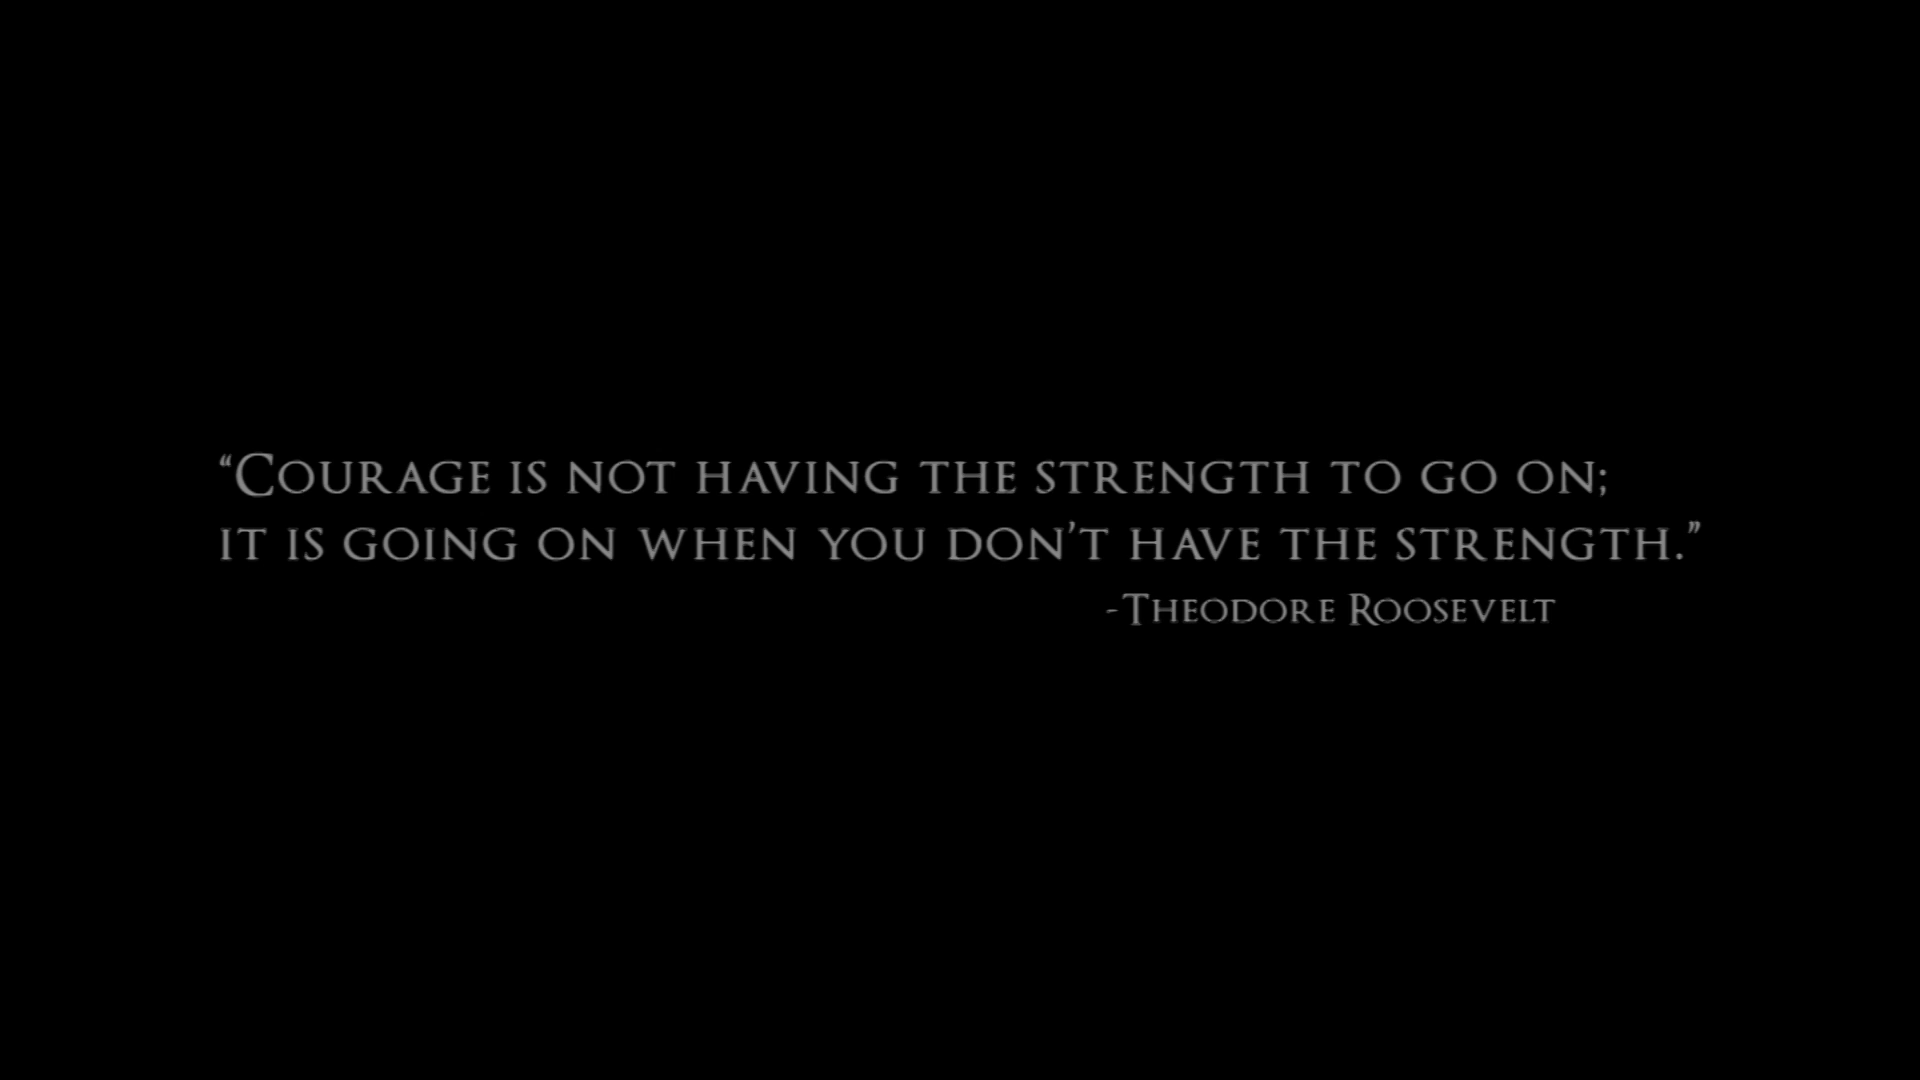 “Courage is not having the strength to go on;
it is going on when you don’t have the strength.”
-Theodore Roosevelt